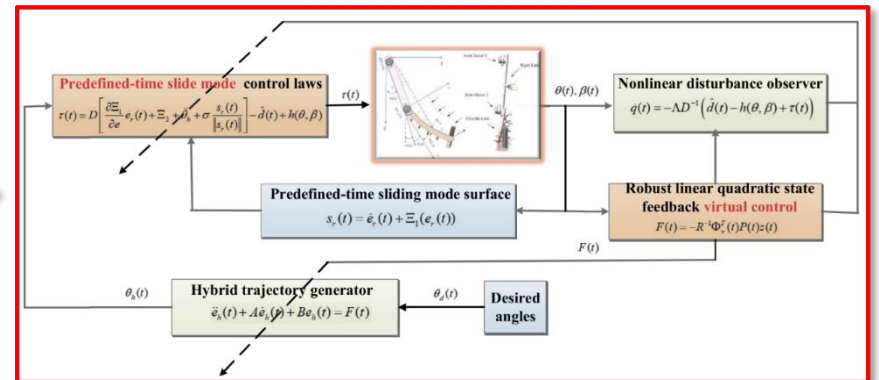 Predefined-time slide mode control laws
τ(t) = D[∂Ξ₁/∂e ė_r(t) + Ξ₂ + θ̈_h + σ s_r(t)/‖s_r(t)‖] − d̂(t) + h(θ, β)
τ(t)
θ(t), β(t)
Nonlinear disturbance observer
q̇(t) = −ΛD⁻¹(d̂(t) − h(θ, β) + τ(t))
Predefined-time sliding mode surface
s_r(t) = ė_r(t) + Ξ₁(e_r(t))
Robust linear quadratic state
feedback virtual control
F(t) = −R⁻¹Φ_v^T(t)P(t)z(t)
F(t)
θ_h(t)
Hybrid trajectory generator
ë_h(t) + Aė_h(t) + Be_h(t) = F(t)
θ_d(t)
Desired
angles